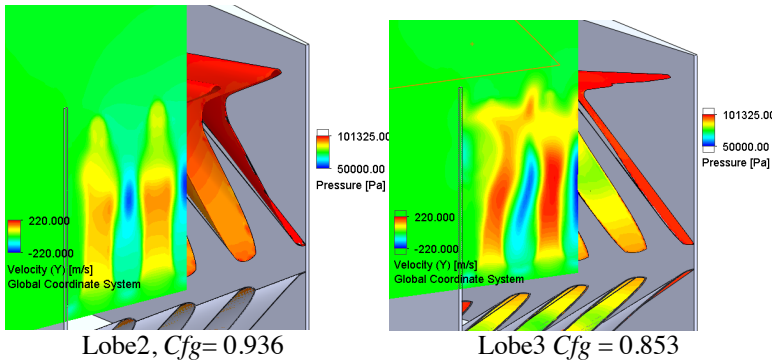 101325.00
50000.00
Pressure [Pa]
220.000
-220.000
Velocity (Y) [m/s]
Global Coordinate System
Lobe2, Cfg= 0.936
101325.00
50000.00
Pressure [Pa]
220.000
-220.000
Velocity (Y) [m/s]
Global Coordinate System
Lobe3 Cfg = 0.853